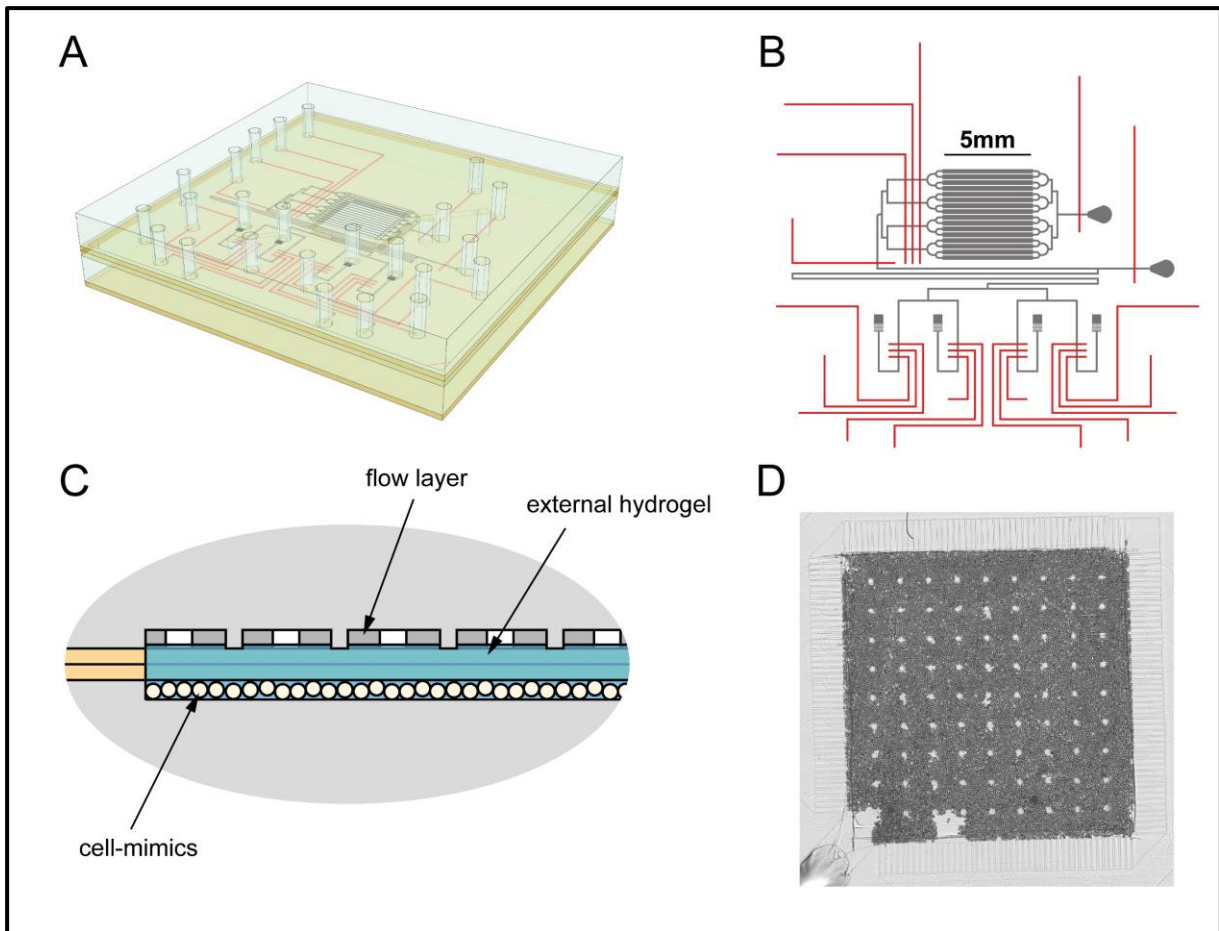 A
B
5mm
C
flow layer
external hydrogel
cell-mimics
D